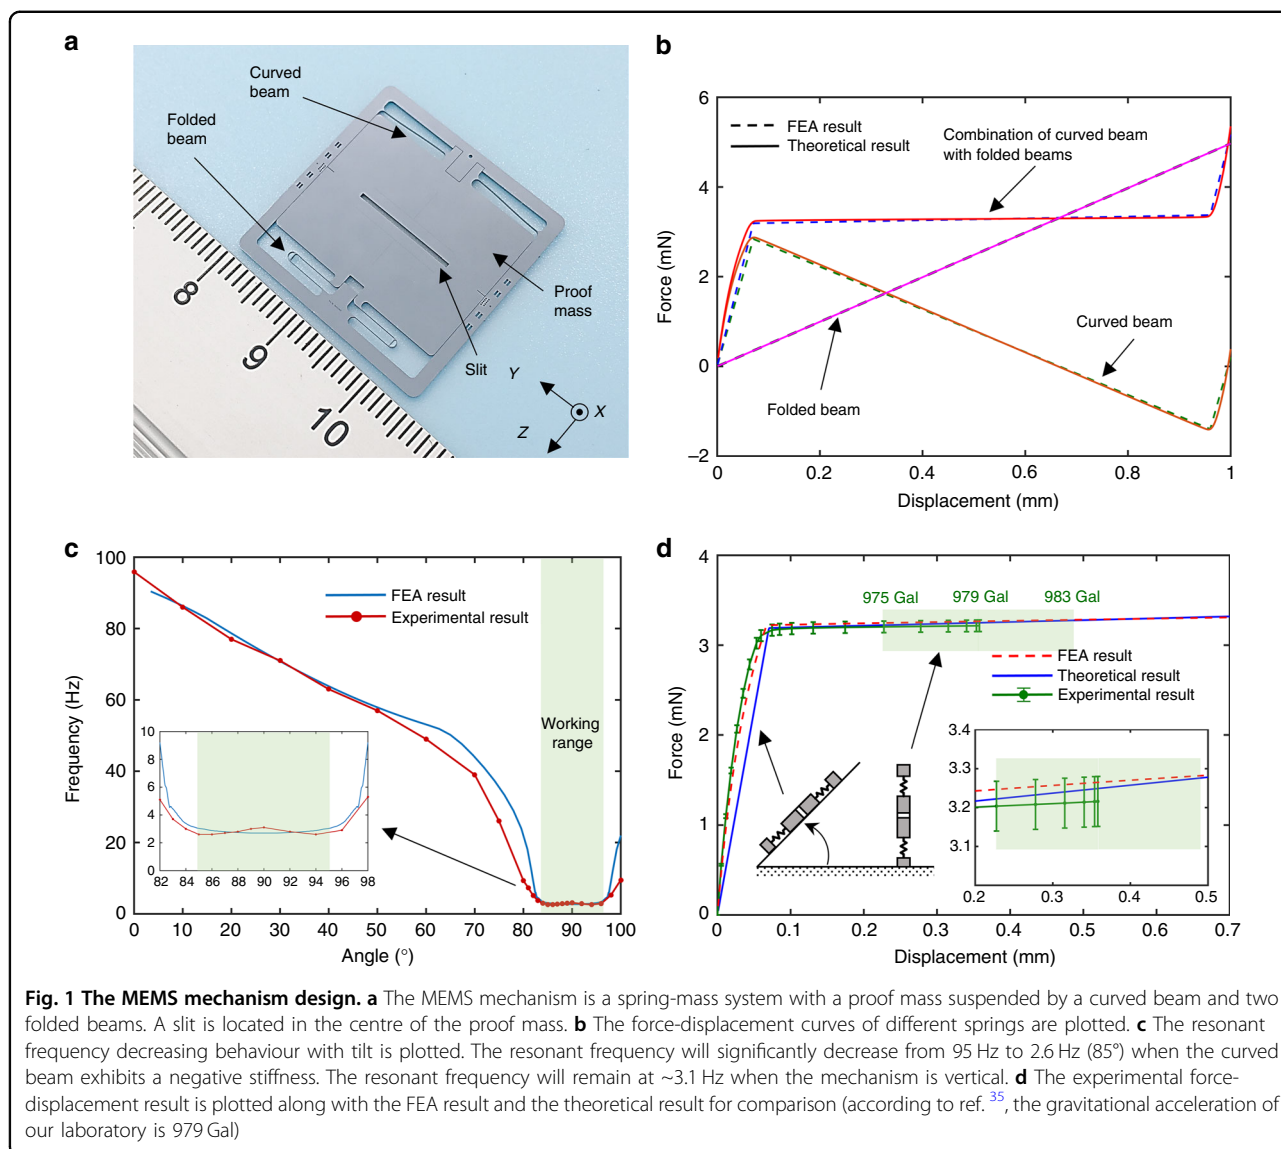 a
Curved
beam
Folded
beam
Proof
mass
Slit
Y
X
Z
8
9
10
b
6
4
2
0
−2
Force (mN)
FEA result
Theoretical result
Combination of curved beam
with folded beams
Curved beam
Folded beam
0
0.2
0.4
0.6
0.8
1
Displacement (mm)
c
100
80
60
40
20
0
Frequency (Hz)
FEA result
Experimental result
Working
range
10
8
6
4
2
0
82
84
86
88
90
92
94
96
98
0
10
20
30
40
50
60
70
80
90
100
Angle (°)
d
4
3
2
1
0
Force (mN)
975 Gal
979 Gal
983 Gal
FEA result
Theoretical result
Experimental result
3.4
3.3
3.2
3.1
0.2
0.3
0.4
0.5
0
0.1
0.2
0.3
0.4
0.5
0.6
0.7
Displacement (mm)
Fig. 1 The MEMS mechanism design. a The MEMS mechanism is a spring-mass system with a proof mass suspended by a curved beam and two
folded beams. A slit is located in the centre of the proof mass. b The force-displacement curves of different springs are plotted. c The resonant
frequency decreasing behaviour with tilt is plotted. The resonant frequency will significantly decrease from 95 Hz to 2.6 Hz (85°) when the curved
beam exhibits a negative stiffness. The resonant frequency will remain at ~3.1 Hz when the mechanism is vertical. d The experimental force-
displacement result is plotted along with the FEA result and the theoretical result for comparison (according to ref. 35, the gravitational acceleration of
our laboratory is 979 Gal)